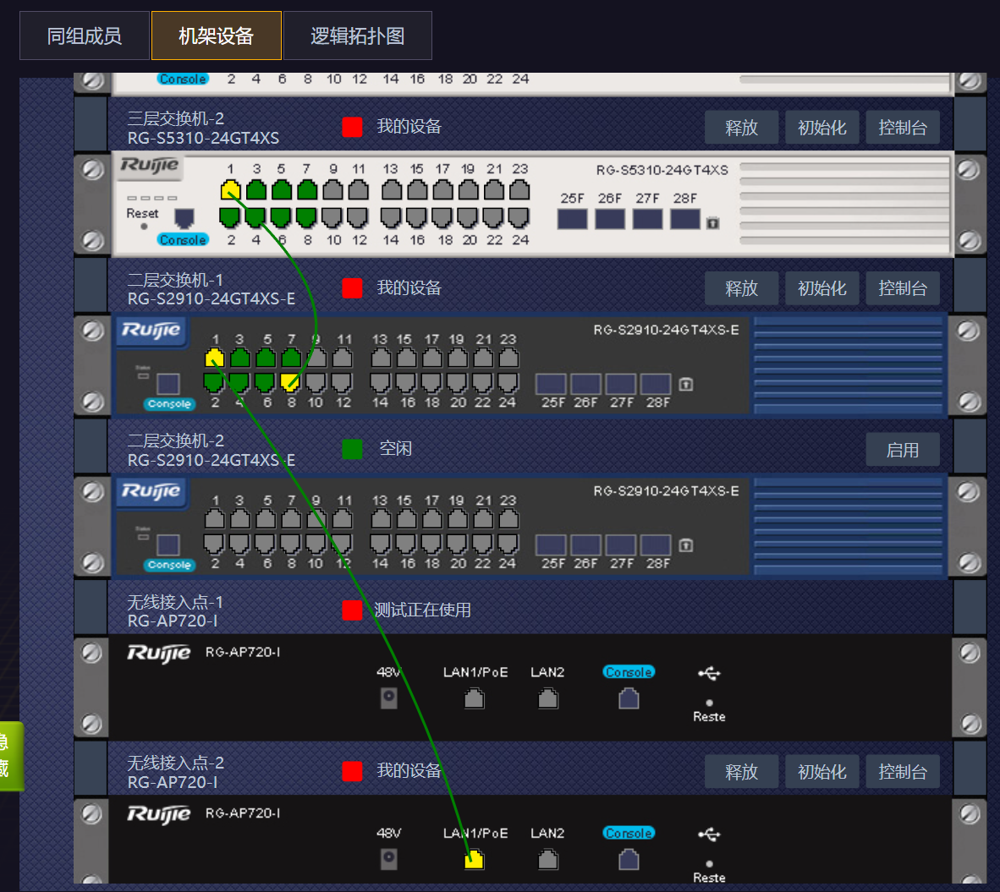 同组成员 机架设备 逻辑拓扑图
Console 2 4 6 8 10 12 14 16 18 20 22 24
三层交换机-2
RG-S5310-24GT4XS
我的设备 释放 初始化 控制台
Ruijie 1 3 5 7 9 11 13 15 17 19 21 23 RG-S5310-24GT4XS
25F 26F 27F 28F
Reset
Console 2 4 6 8 10 12 14 16 18 20 22 24
二层交换机-1
RG-S2910-24GT4XS-E
我的设备 释放 初始化 控制台
Ruijie RG-S2910-24GT4XS-E
1 3 5 7 9 11 13 15 17 19 21 23
Console 2 4 6 8 10 12 14 16 18 20 22 24 25F 26F 27F 28F
二层交换机-2
RG-S2910-24GT4XS-E
空闲 启用
Ruijie RG-S2910-24GT4XS-E
1 3 5 7 9 11 13 15 17 19 21 23
Console 2 4 6 8 10 12 14 16 18 20 22 24 25F 26F 27F 28F
无线接入点-1
RG-AP720-I
测试正在使用
Ruijie RG-AP720-I
48V LAN1/PoE LAN2 Console
Reste
无线接入点-2
RG-AP720-I
我的设备 释放 初始化 控制台
Ruijie RG-AP720-I
48V LAN1/PoE LAN2 Console
Reste